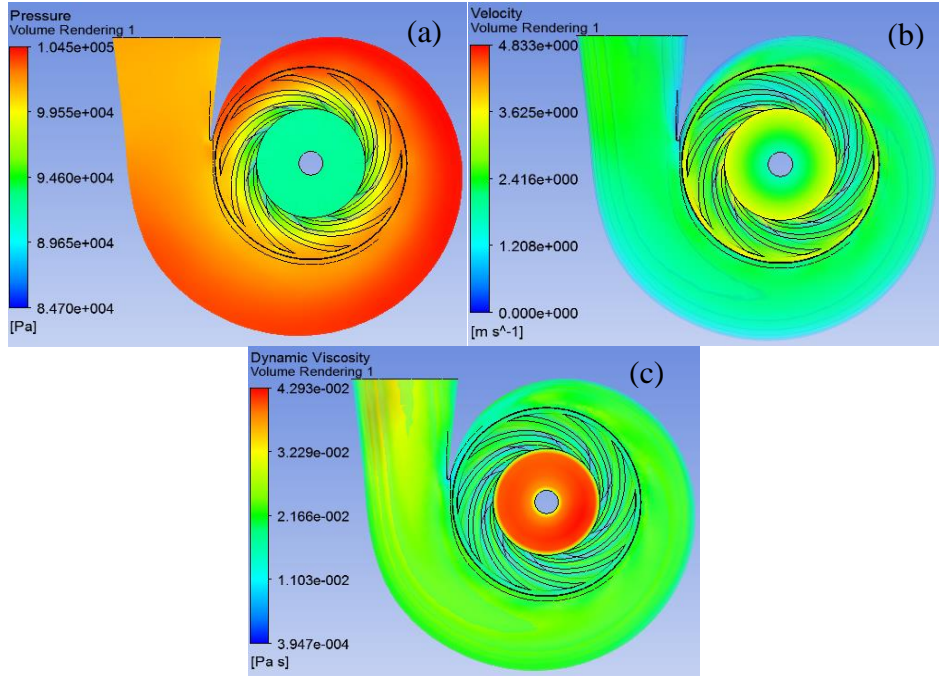 Pressure
Volume Rendering 1
(a)
1.045e+005
9.955e+004
9.460e+004
8.965e+004
8.470e+004
[Pa]
Velocity
Volume Rendering 1
(b)
4.833e+000
3.625e+000
2.416e+000
1.208e+000
0.000e+000
[m s^-1]
Dynamic Viscosity
Volume Rendering 1
(c)
4.293e-002
3.229e-002
2.166e-002
1.103e-002
3.947e-004
[Pa s]